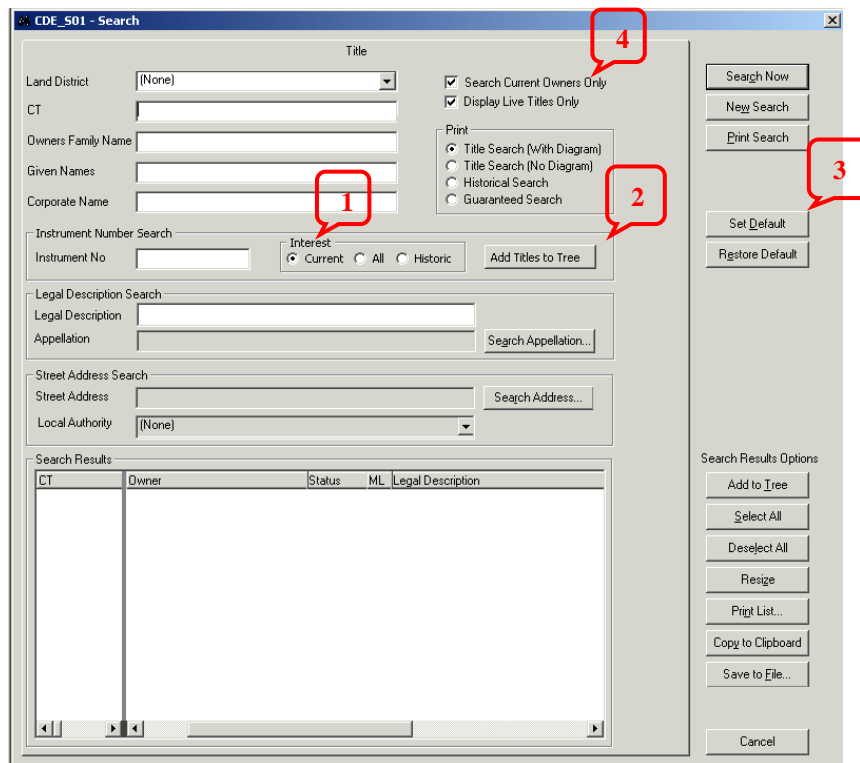 CDE_S01 - Search
4
Title
Land District (None)
Search Current Owners Only
Search Now
CT
Display Live Titles Only
New Search
Owners Family Name
Print
Print Search
Title Search (With Diagram)
Given Names
Title Search (No Diagram)
3
1
2
Historical Search
Corporate Name
Guaranteed Search
Set Default
Instrument Number Search
Interest
Instrument No
Current All Historic
Add Titles to Tree
Restore Default
Legal Description Search
Legal Description
Appellation
Search Appellation...
Street Address Search
Street Address
Search Address...
Local Authority (None)
Search Results
Search Results Options
CT Owner Status ML Legal Description
Add to Tree
Select All
Deselect All
Resize
Print List...
Copy to Clipboard
Save to File...
Cancel